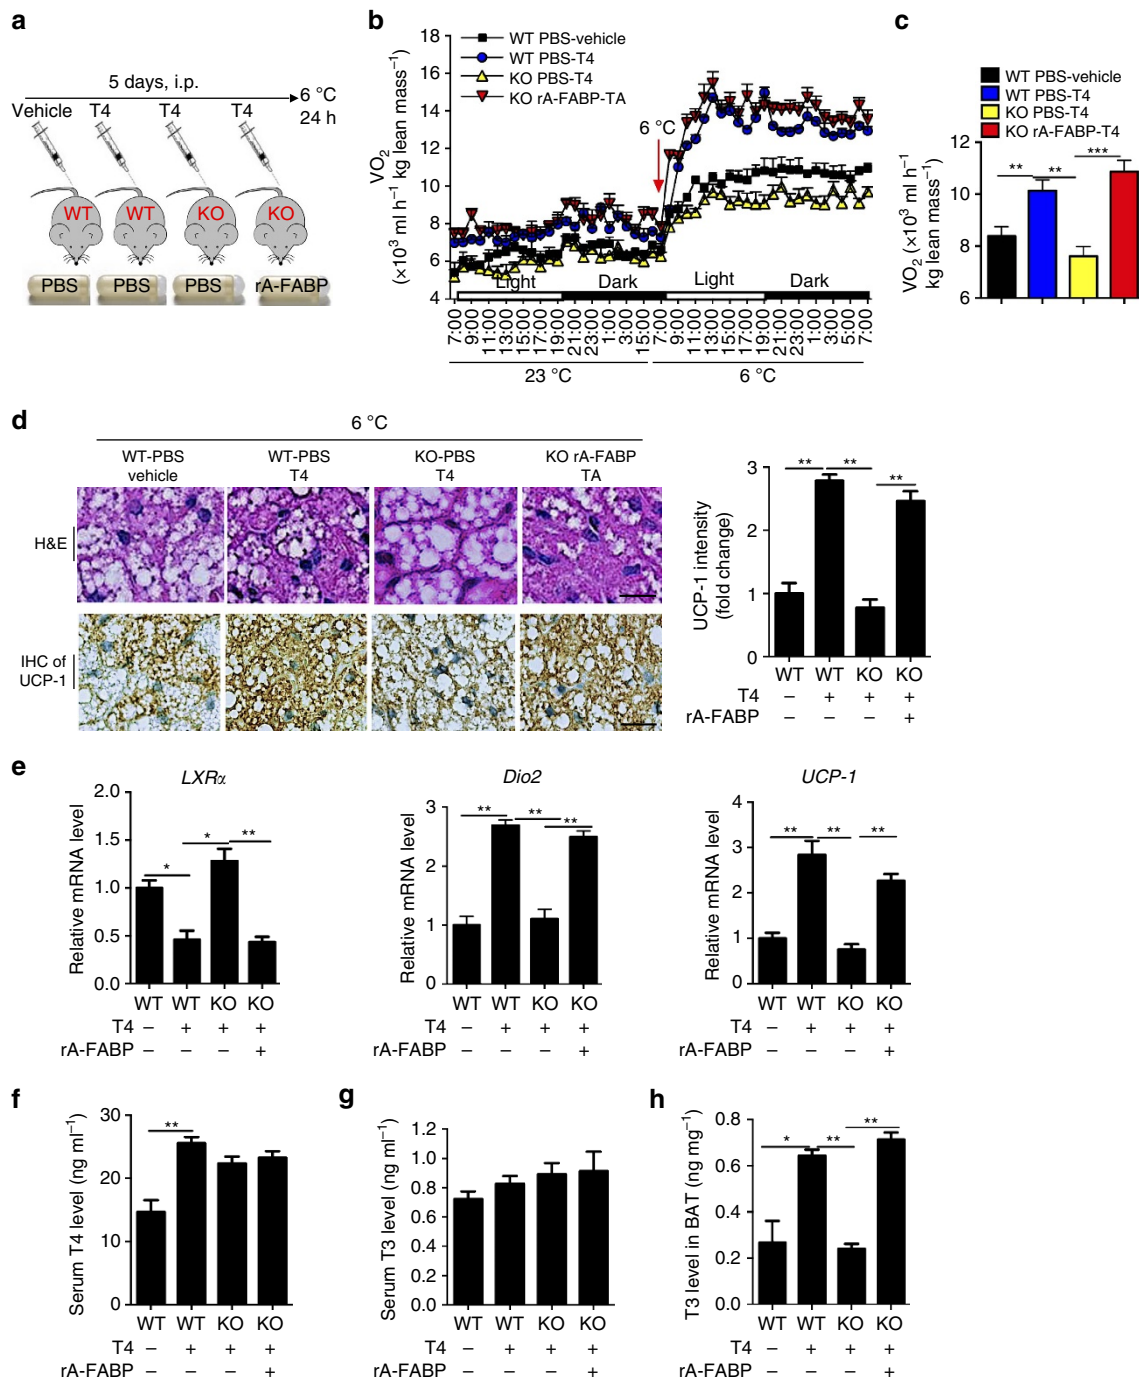 a
5 days, i.p.
6 °C
24 h
Vehicle T4 T4 T4
WT WT KO KO
PBS PBS PBS rA-FABP
b
WT PBS-vehicle
WT PBS-T4
KO PBS-T4
KO rA-FABP-TA
VO2
(×10³ ml h⁻¹ kg lean mass⁻¹)
18
16
14
12
10
8
6
4
6 °C
Light Dark Light Dark
7:00 9:00 11:00 13:00 15:00 17:00 19:00 21:00 23:00 1:00 3:00 15:00 7:00 9:00 11:00 13:00 15:00 17:00 19:00 21:00 23:00 1:00 3:00 5:00 7:00
23 °C 6 °C
c
WT PBS-vehicle
WT PBS-T4
KO PBS-T4
KO rA-FABP-T4
VO2 (×10³ ml h⁻¹
kg lean mass⁻¹)
12
10
8
6
** ** ***
d
6 °C
WT-PBS
vehicle
WT-PBS
T4
KO-PBS
T4
KO rA-FABP
TA
H&E
IHC of
UCP-1
UCP-1 intensity
(fold change)
3
2
1
0
** ** **
WT WT KO KO
T4 – + + +
rA-FABP – – – +
e
LXRα
Relative mRNA level
2.0
1.5
1.0
0.5
0.0
* * **
WT WT KO KO
T4 – + + +
rA-FABP – – – +
Dio2
Relative mRNA level
3
2
1
0
** ** **
WT WT KO KO
– + + +
– – – +
UCP-1
Relative mRNA level
4
3
2
1
0
** ** **
WT WT KO KO
T4 – + + +
rA-FABP – – – +
f
Serum T4 level (ng ml⁻¹)
30
20
10
0
**
WT WT KO KO
T4 – + + +
rA-FABP – – – +
g
Serum T3 level (ng ml⁻¹)
1.2
1.0
0.8
0.6
0.4
0.2
0.0
WT WT KO KO
T4 – + + +
rA-FABP – – – +
h
T3 level in BAT (ng mg⁻¹)
0.8
0.6
0.4
0.2
0.0
* ** **
WT WT KO KO
T4 – + + +
rA-FABP – – – +